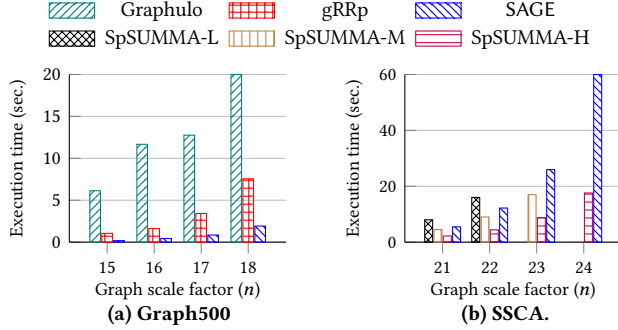 Graphulo gRRp SAGE
SpSUMMA-L SpSUMMA-M SpSUMMA-H
Execution time (sec.)
20
15
10
5
0
15 16 17 18
Graph scale factor (n)
(a) Graph500
Execution time (sec.)
60
40
20
0
21 22 23 24
Graph scale factor (n)
(b) SSCA.